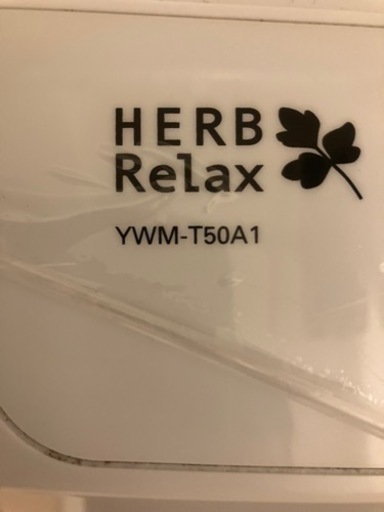 HERB
Relax
YWM-T50A1